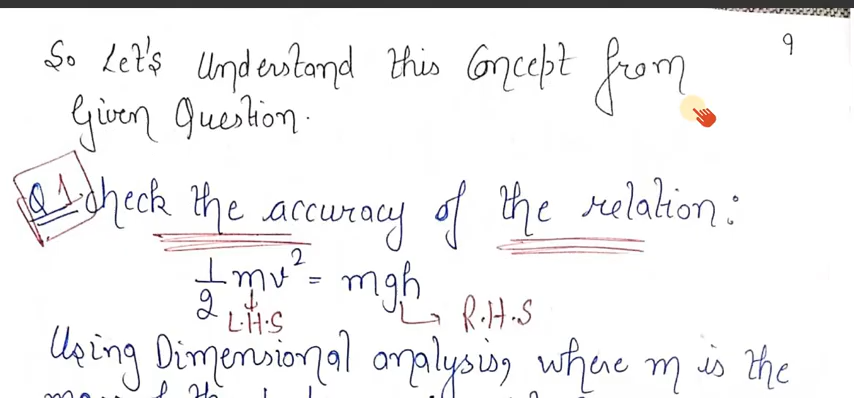 9
So Let's Understand this Concept from
Given Question.
Q1 check the accuracy of the relation:
1/2 mv² = mgh
L.H.S R.H.S
Using Dimensional analysis, where m is the